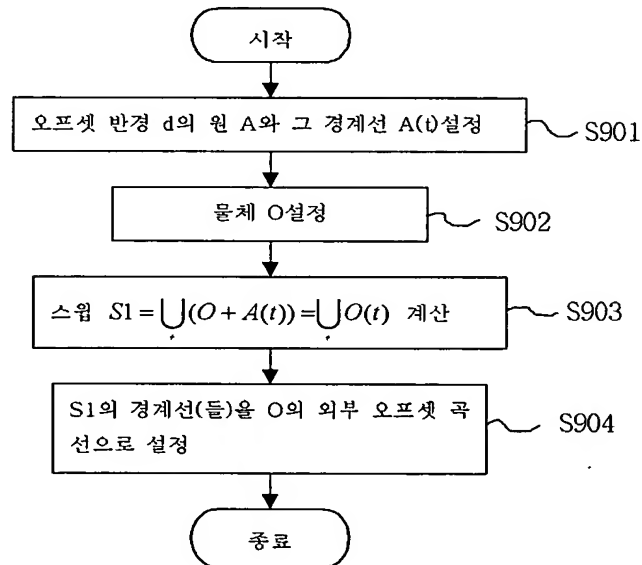 시작
오프셋 반경 d의 원 A와 그 경계선 A(t)설정
S901
물체 O설정
S902
스윕 S1=⋃(O+A(t))=⋃O(t) 계산
S903
S1의 경계선(들)을 O의 외부 오프셋 곡
선으로 설정
S904
종료